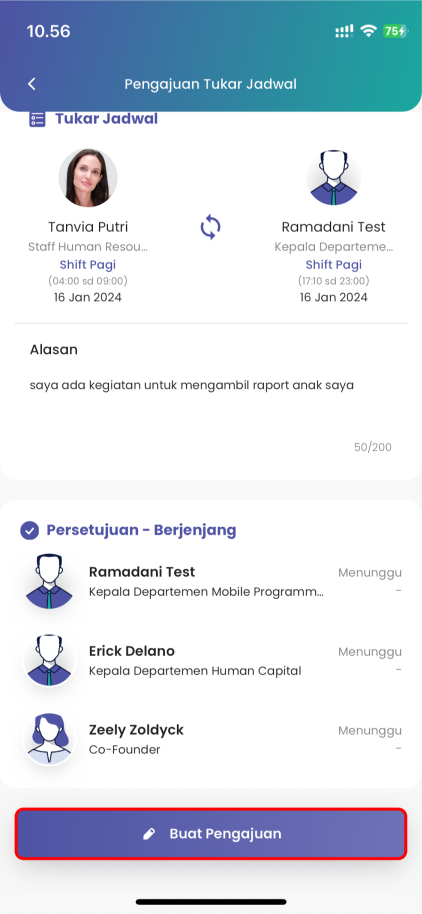 10.56
75
Pengajuan Tukar Jadwal
Tukar Jadwal
Tanvia Putri
Staff Human Resou...
Shift Pagi
(04:00 sd 09:00)
16 Jan 2024
Ramadani Test
Kepala Departeme...
Shift Pagi
(17:10 sd 23:00)
16 Jan 2024
Alasan
saya ada kegiatan untuk mengambil raport anak saya
50/200
Persetujuan - Berjenjang
Ramadani Test
Menunggu
Kepala Departemen Mobile Programm...
-
Erick Delano
Menunggu
Kepala Departemen Human Capital
-
Zeely Zoldyck
Menunggu
Co-Founder
-
Buat Pengajuan